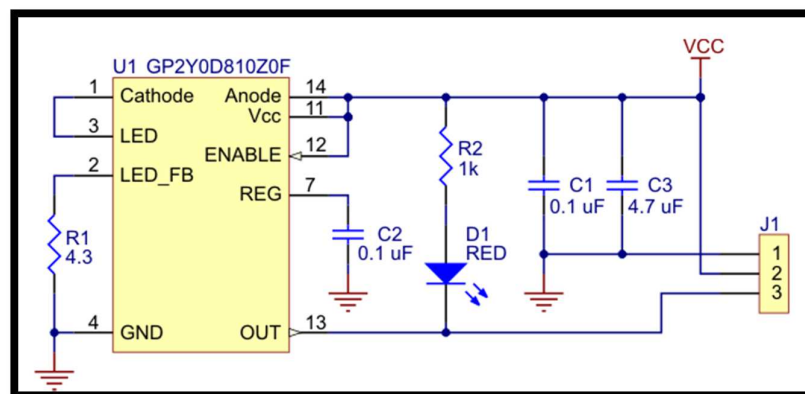 VCC
U1 GP2Y0D810Z0F
1 Cathode Anode 14
Vcc 11
3 LED
ENABLE 12
2 LED_FB
REG 7
R2
1k
C1
0.1 uF
C3
4.7 uF
R1
4.3
C2
0.1 uF
D1
RED
J1
1
2
3
4 GND OUT 13